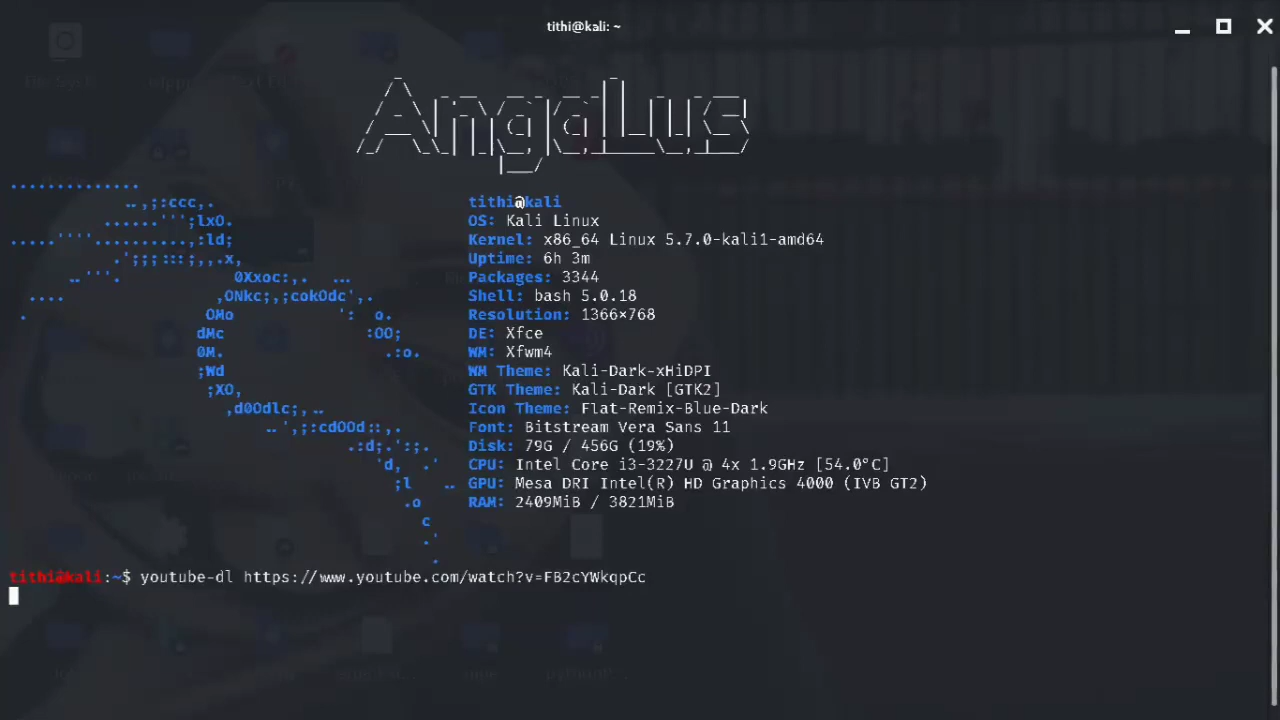 tithi@kali: ~
AngaLus
tithi@kali
OS: Kali Linux
Kernel: x86_64 Linux 5.7.0-kali1-amd64
Uptime: 6h 3m
Packages: 3344
Shell: bash 5.0.18
Resolution: 1366×768
DE: Xfce
WM: Xfwm4
WM Theme: Kali-Dark-xHiDPI
GTK Theme: Kali-Dark [GTK2]
Icon Theme: Flat-Remix-Blue-Dark
Font: Bitstream Vera Sans 11
Disk: 79G / 456G (19%)
CPU: Intel Core i3-3227U @ 4x 1.9GHz [54.0°C]
GPU: Mesa DRI Intel(R) HD Graphics 4000 (IVB GT2)
RAM: 2409MiB / 3821MiB
tithi@kali:~$ youtube-dl https://www.youtube.com/watch?v=FB2cYWkqpCc